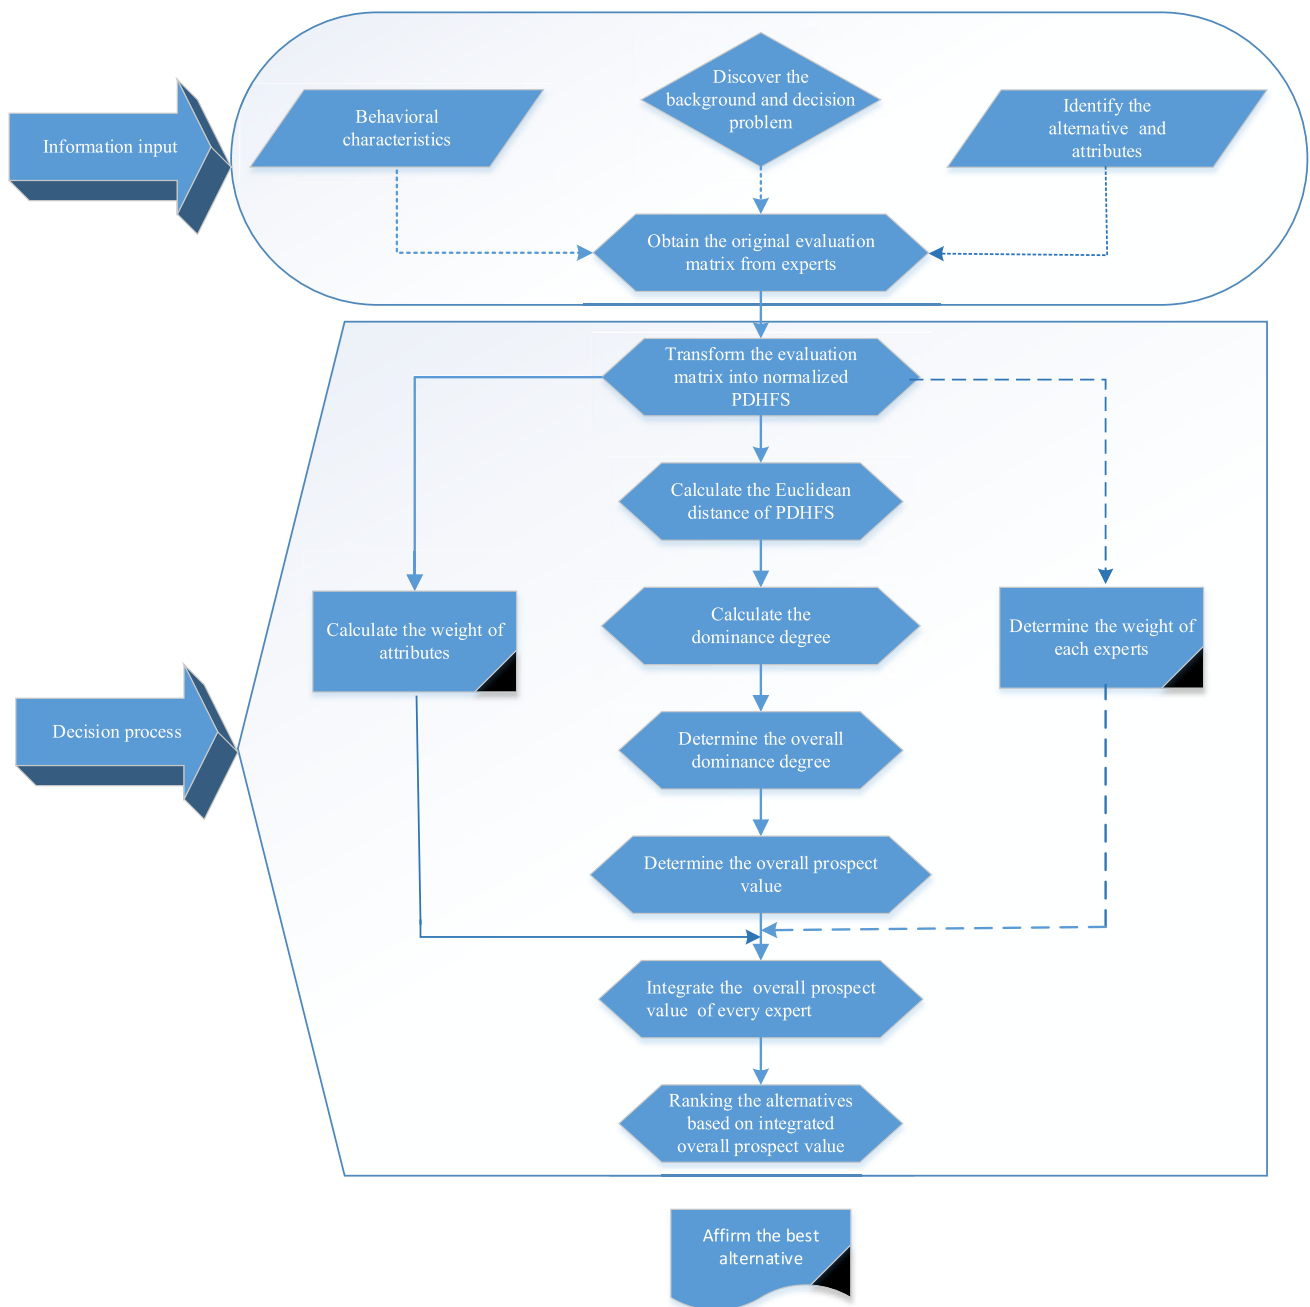 Information input
Behavioral
characteristics
Discover the
background and decision
problem
Identify the
alternative and
attributes
Obtain the original evaluation
matrix from experts
Transform the evaluation
matrix into normalized
PDHFS
Calculate the Euclidean
distance of PDHFS
Calculate the weight of
attributes
Calculate the
dominance degree
Determine the weight of
each experts
Decision process
Determine the overall
dominance degree
Determine the overall prospect
value
Integrate the overall prospect
value of every expert
Ranking the alternatives
based on integrated
overall prospect value
Affirm the best
alternative